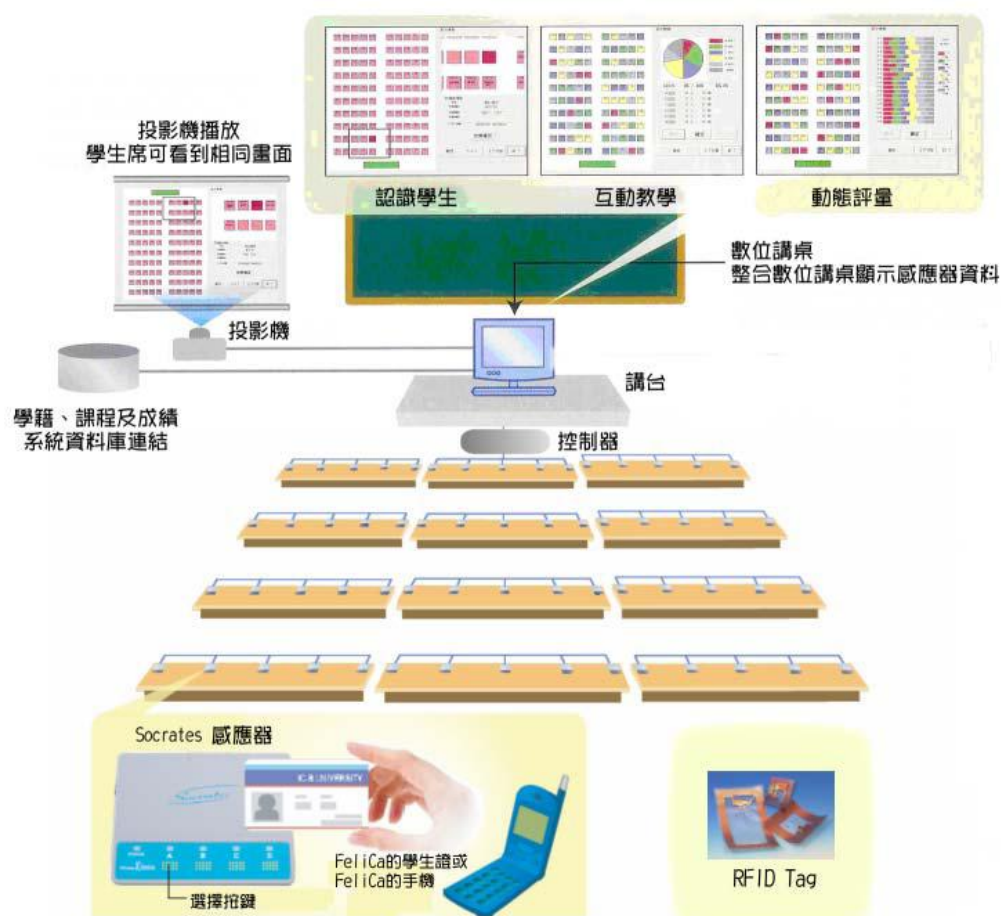 認識學生
互動教學
動態評量
投影機播放
學生席可看到相同畫面
數位講桌
整合數位講桌顯示感應器資料
投影機
講台
學籍、課程及成績
系統資料庫連結
控制器
Socrates 感應器
UNIVERSITY
A B C
FeliCa的學生證或
FeliCa的手機
選擇按鍵
RFID Tag